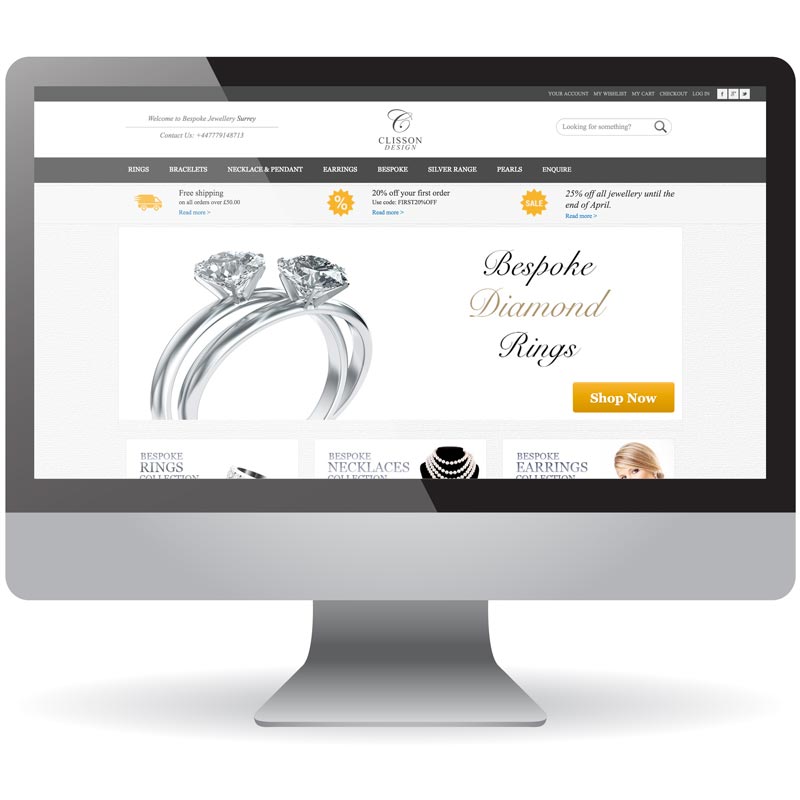 YOUR ACCOUNT MY WISHLIST MY CART CHECKOUT LOG IN
f g+
Welcome to Bespoke Jewellery Surrey
Contact Us: +447779148713
C
CLISSON
DESIGN
Looking for something?
RINGS BRACELETS NECKLACE & PENDANT EARRINGS BESPOKE SILVER RANGE PEARLS ENQUIRE
Free shipping
on all orders over £50.00
Read more >
%
20% off your first order
Use code: FIRST20%OFF
Read more >
SALE
25% off all jewellery until the
end of April.
Read more >
Bespoke
Diamond
Rings
Shop Now
BESPOKE
RINGS
COLLECTION
BESPOKE
NECKLACES
COLLECTION
BESPOKE
EARRINGS
COLLECTION